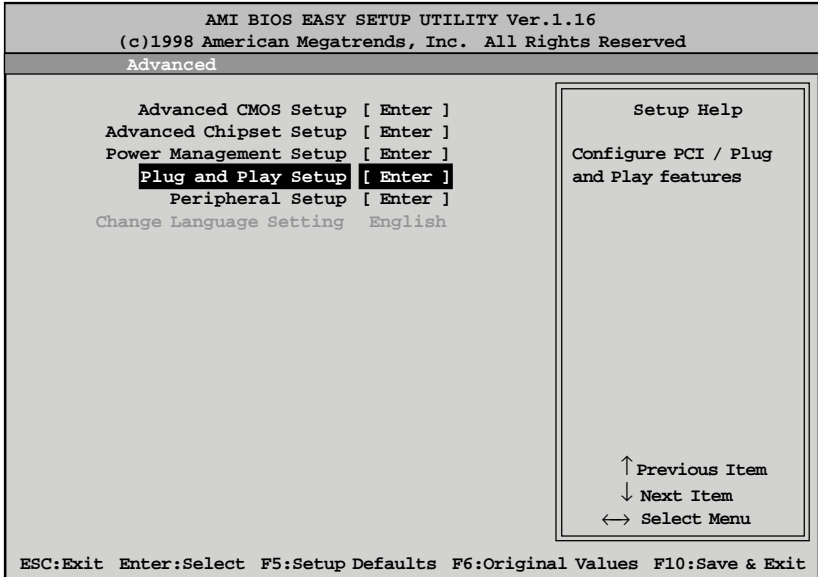 AMI BIOS EASY SETUP UTILITY Ver.1.16
(c)1998 American Megatrends, Inc. All Rights Reserved
Advanced
Advanced CMOS Setup [ Enter ]
Advanced Chipset Setup [ Enter ]
Power Management Setup [ Enter ]
Plug and Play Setup [ Enter ]
Peripheral Setup [ Enter ]
Change Language Setting English
Setup Help
Configure PCI / Plug
and Play features
↑ Previous Item
↓ Next Item
↔ Select Menu
ESC:Exit Enter:Select F5:Setup Defaults F6:Original Values F10:Save & Exit